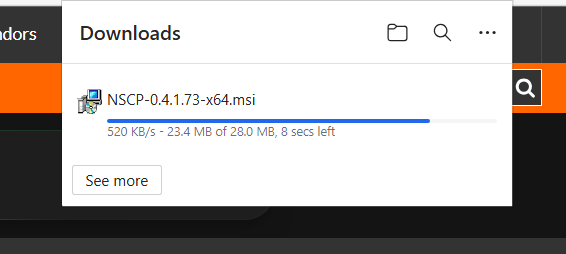 ndors
Downloads
NSCP-0.4.1.73-x64.msi
520 KB/s - 23.4 MB of 28.0 MB, 8 secs left
See more